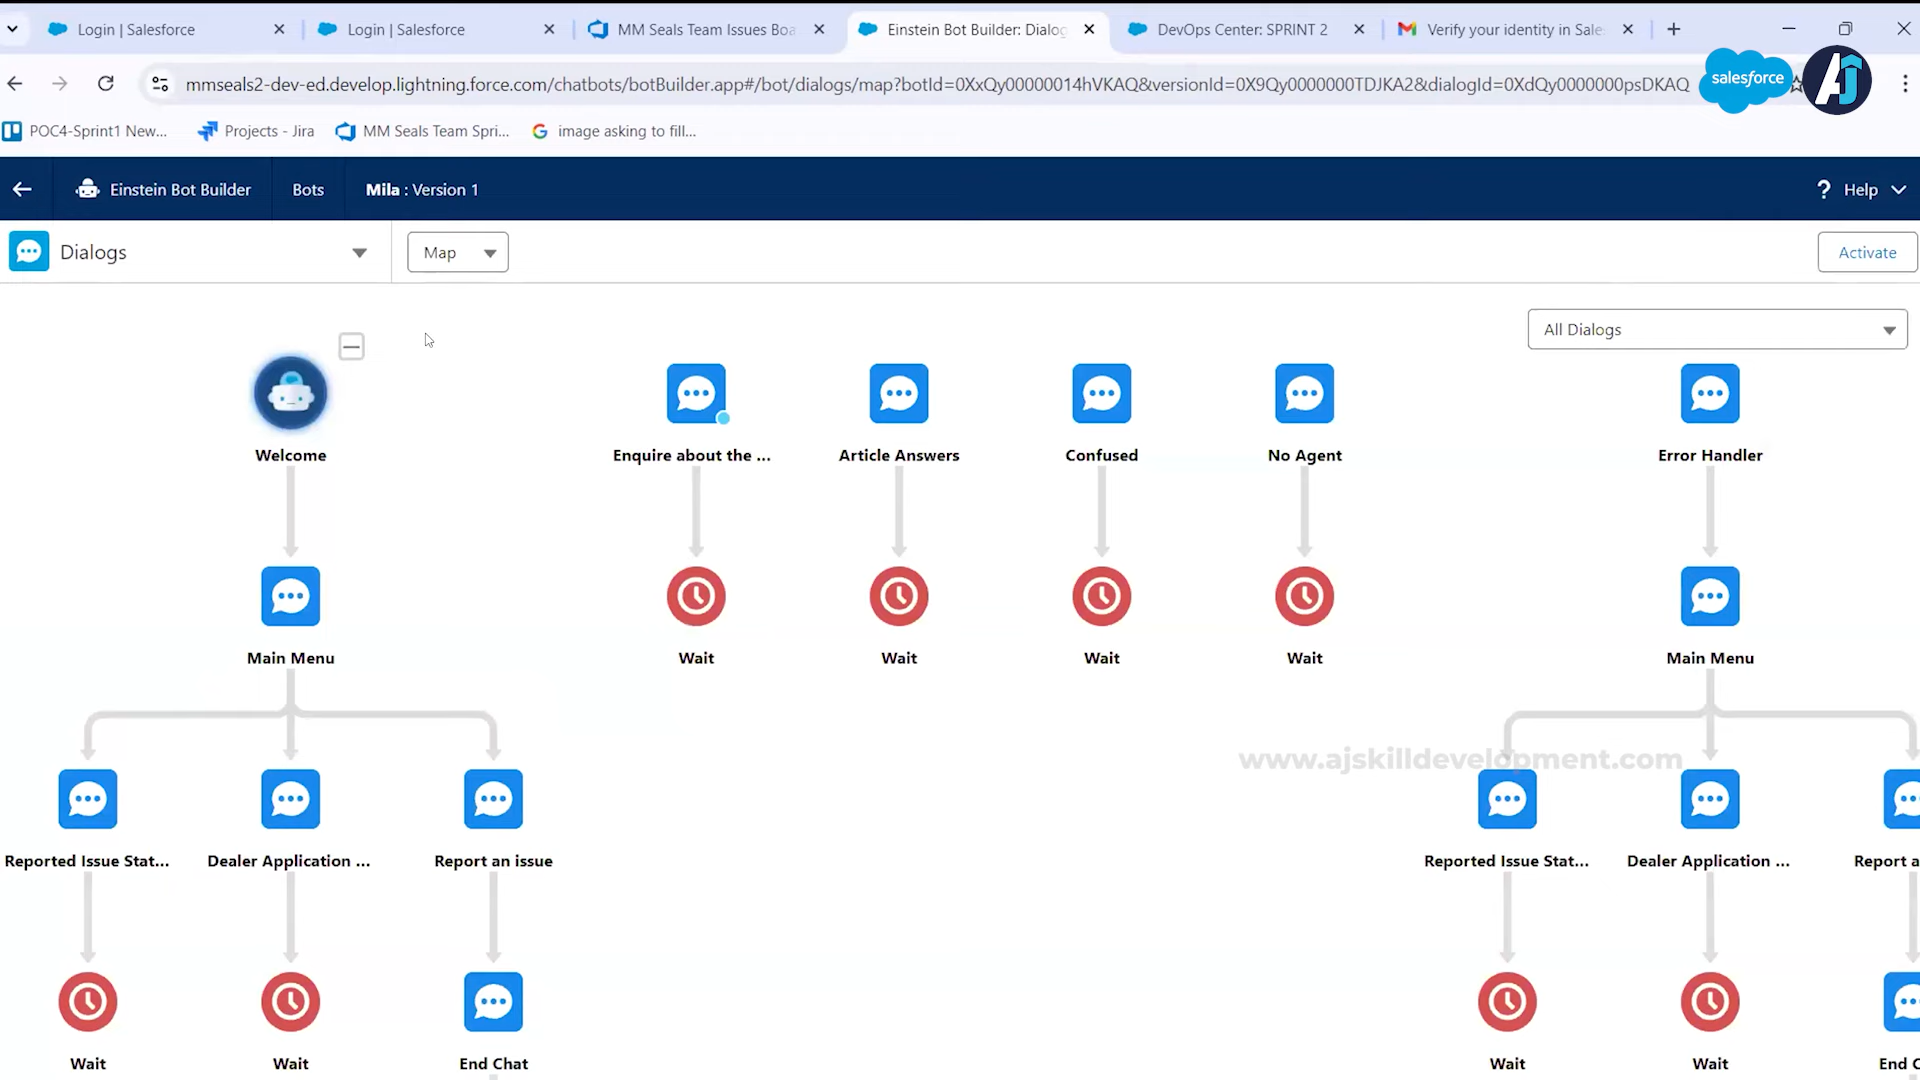 Login | Salesforce
Login | Salesforce
MM Seals Team Issues Boa
Einstein Bot Builder: Dialog
DevOps Center: SPRINT 2
Verify your identity in Sale
mmseals2-dev-ed.develop.lightning.force.com/chatbots/botBuilder.app#/bot/dialogs/map?botId=0XxQy00000014hVKAQ&versionId=0X9Qy0000000TDJKA2&dialogId=0XdQy0000000psDKAQ
salesforce
AJ
POC4-Sprint1 New...
Projects - Jira
MM Seals Team Spri...
image asking to fill...
Einstein Bot Builder
Bots
Mila : Version 1
? Help
Dialogs
Map
Activate
All Dialogs
Welcome
Enquire about the ...
Article Answers
Confused
No Agent
Error Handler
Main Menu
Wait
Wait
Wait
Wait
Main Menu
www.ajskilldevelopment.com
Reported Issue Stat...
Dealer Application ...
Report an issue
Reported Issue Stat...
Dealer Application ...
Report a
Wait
Wait
End Chat
Wait
Wait
End C